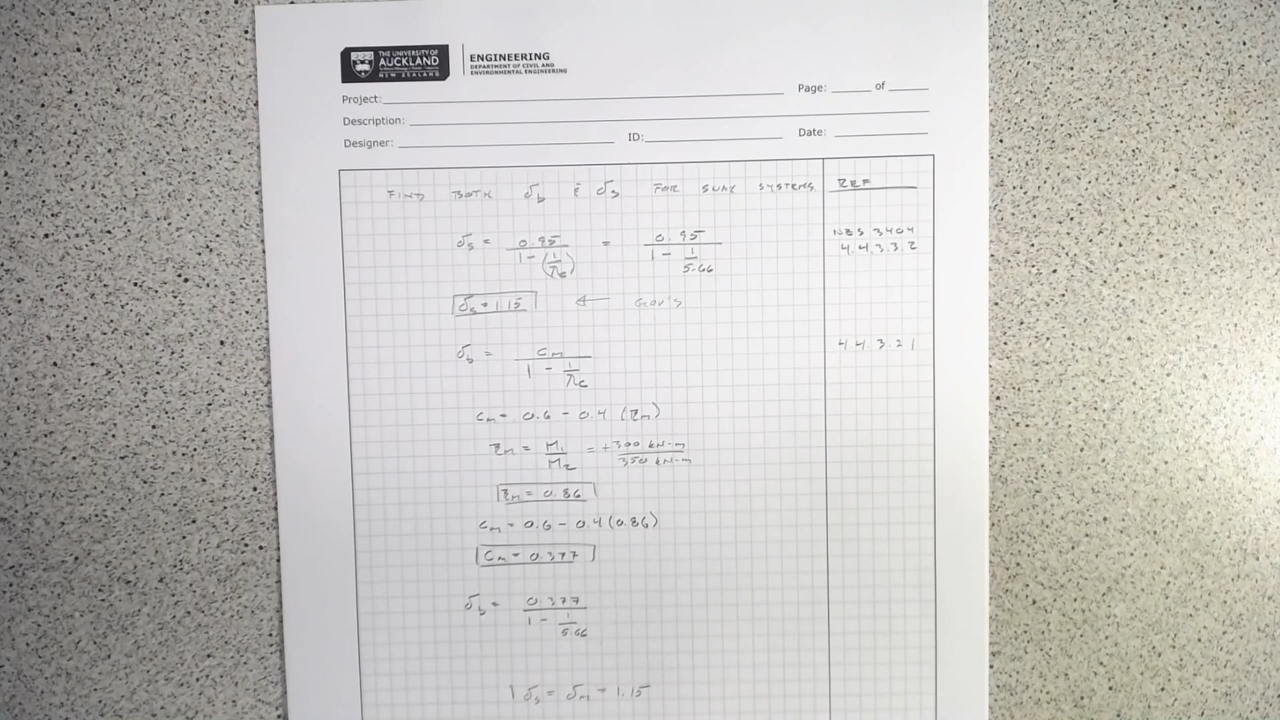 THE UNIVERSITY OF
AUCKLAND
NEW ZEALAND
ENGINEERING
DEPARTMENT OF CIVIL AND
ENVIRONMENTAL ENGINEERING
Project: Page: of
Description:
Designer: ID: Date:
FIND BOTH δb & δs FOR SWAY SYSTEMS REF
δs = 0.95 / (1 - (1/λc)) = 0.95 / (1 - 1/5.66) NZS 3404 4.4.3.3.2
δs = 1.15 ← GOV'S
δb = cm / (1 - 1/λc) 4.4.3.2.1
cm = 0.6 - 0.4 (βm)
βm = M1/M2 = +300 kN-m / 350 kN-m
βm = 0.86
cm = 0.6 - 0.4(0.86)
cm = 0.377
δb = 0.377 / (1 - 1/5.66)
δs = δm = 1.15